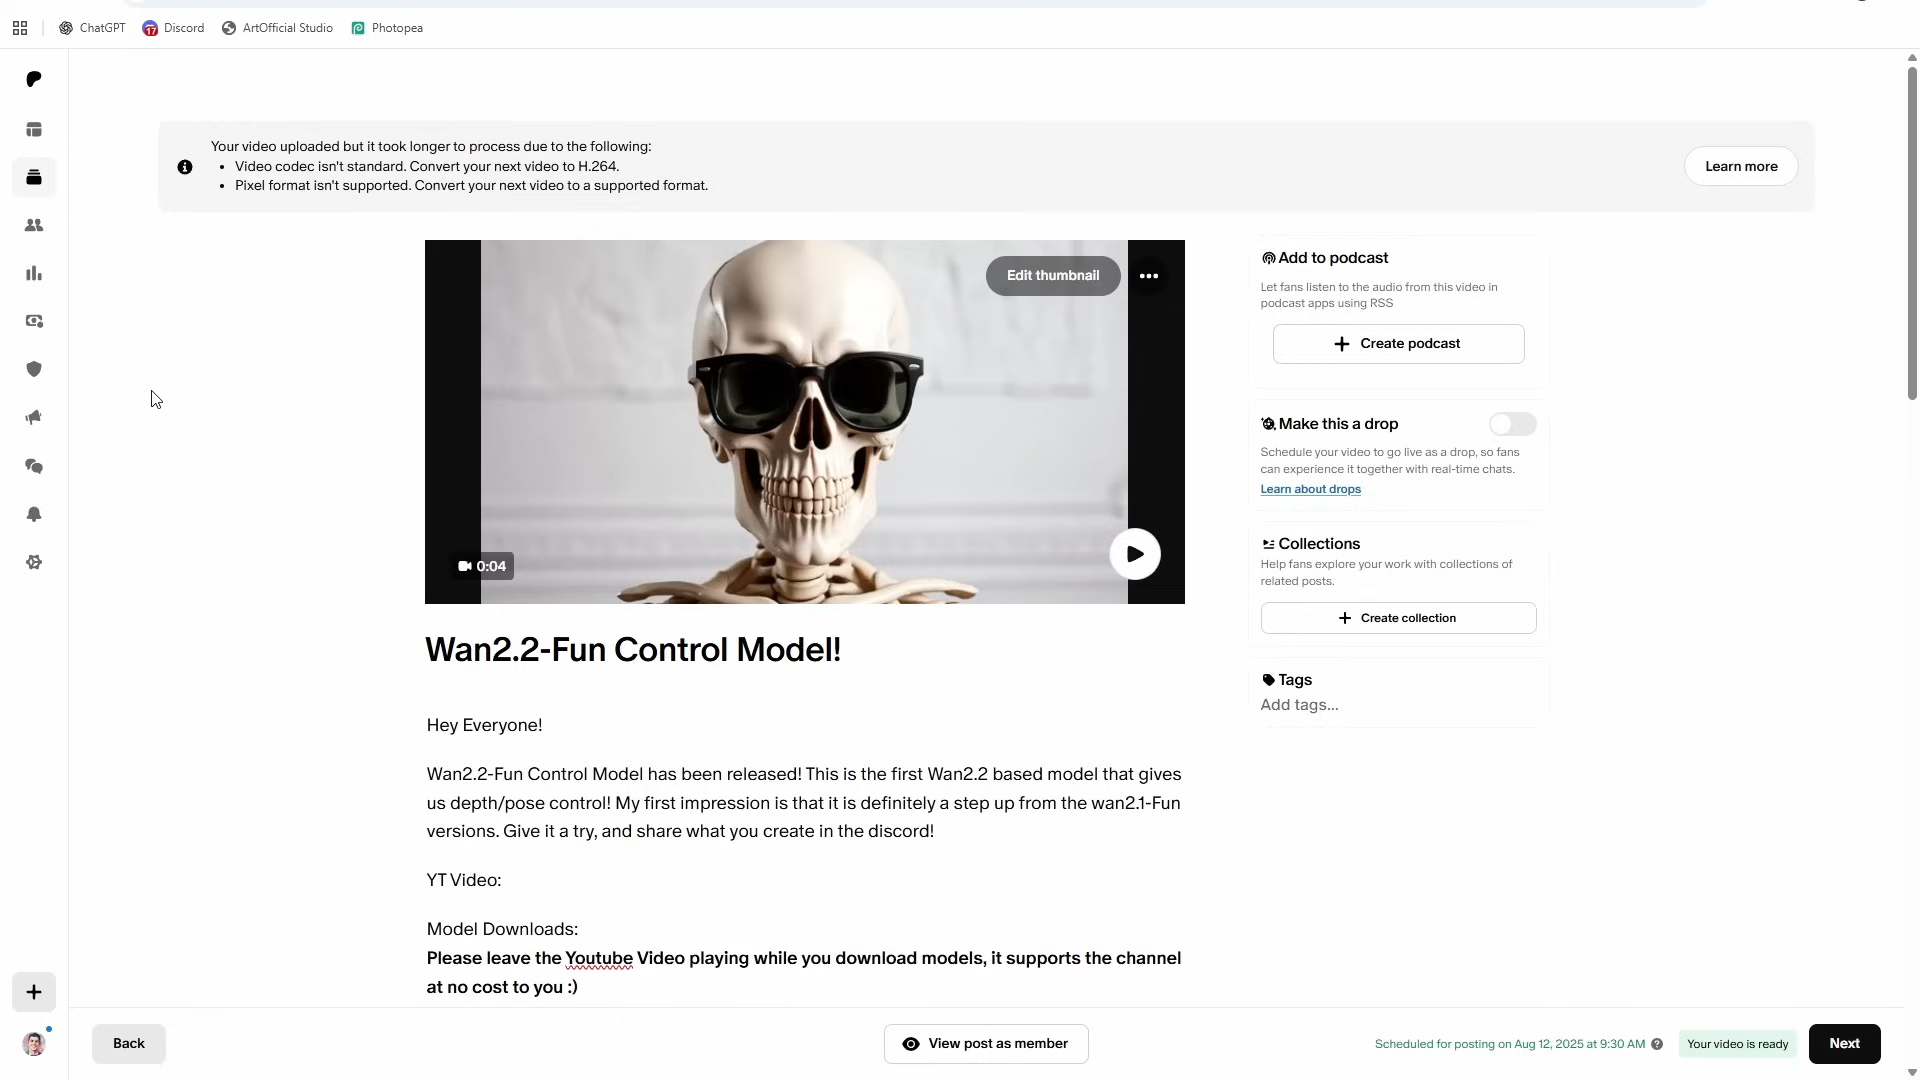 ChatGPT
17
Discord
ArtOfficial Studio
Photopea
Your video uploaded but it took longer to process due to the following:
• Video codec isn't standard. Convert your next video to H.264.
• Pixel format isn't supported. Convert your next video to a supported format.
Learn more
Edit thumbnail
0:04
Add to podcast
Let fans listen to the audio from this video in
podcast apps using RSS
Create podcast
Make this a drop
Schedule your video to go live as a drop, so fans
can experience it together with real-time chats.
Learn about drops
Collections
Help fans explore your work with collections of
related posts.
Create collection
Tags
Add tags...
Wan2.2-Fun Control Model!
Hey Everyone!
Wan2.2-Fun Control Model has been released! This is the first Wan2.2 based model that gives
us depth/pose control! My first impression is that it is definitely a step up from the wan2.1-Fun
versions. Give it a try, and share what you create in the discord!
YT Video:
Model Downloads:
Please leave the Youtube Video playing while you download models, it supports the channel
at no cost to you :)
Back
View post as member
Scheduled for posting on Aug 12, 2025 at 9:30 AM
Your video is ready
Next